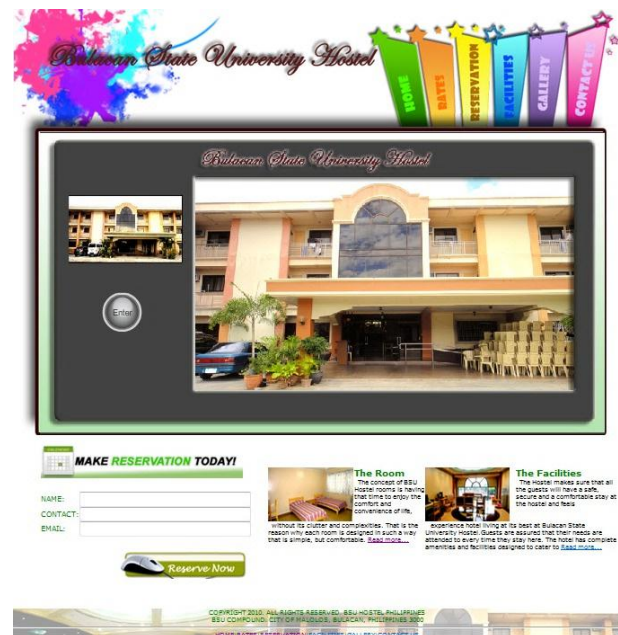 Bulacan State University Hostel
HOME
RATES
RESERVATION
FACILITIES
GALLERY
CONTACT US
Bulacan State University Hostel
Enter
MAKE RESERVATION TODAY!
NAME:
CONTACT:
EMAIL:
Reserve Now
The Room
The concept of BSU
Hostel rooms is having
that time to enjoy the
comfort and
convenience of life,
without its clutter and complexities. That is the
reason why each room is designed in such a way
that is simple, but comfortable. Read more...
The Facilities
The Hostel makes sure that all
the guests will have a safe,
secure and a comfortable stay at
the hostel and feels
experience hotel living at its best at Bulacan State
University Hostel.Guests are assured that their needs are
attended to every time they stay here. The hotel has complete
amenities and facilities designed to cater to Read more...
COPYRIGHT 2010. ALL RIGHTS RESERVED. BSU HOSTEL PHILIPPINES
BSU COMPOUND: CITY OF MALOLOS, BULACAN, PHILIPPINES 3000